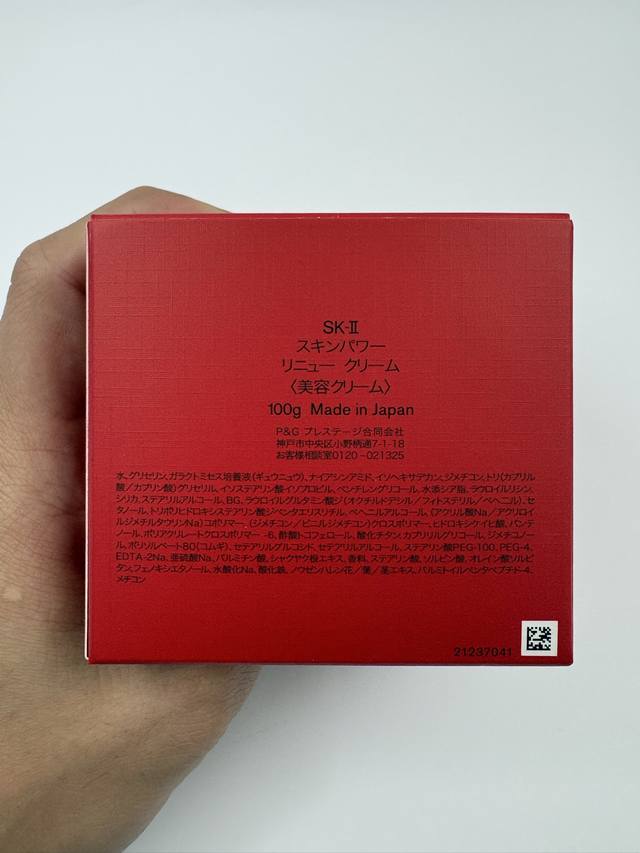 SK-II
スキンパワー
リニュー クリーム
〈美容クリーム〉
100g Made in Japan
P&G プレステージ合同会社
神戸市中央区小野柄通7-1-18
お客様相談室0120-021325
水、グリセリン、ガラクトミセス培養液(ギュウニュウ)、ナイアシンアミド、イソヘキサデカン、ジメチコン、トリ(カプリル
酸/カプリン酸)グリセリル、イソステアリン酸イソプロピル、ペンチレングリコール、水添シア脂、ラウロイルリシン、
シリカ、ステアリルアルコール、BG、ラウロイルグルタミン酸ジ(オクチルドデシル/フィトステリル/ベヘニル)、セ
タノール、トリポリヒドロキシステアリン酸ジペンタエリスリチル、ベヘニルアルコール、(アクリル酸Na/アクリロイ
ルジメチルタウリンNa)コポリマー、(ジメチコン/ビニルジメチコン)クロスポリマー、ヒドロキシケイヒ酸、パンテ
ノール、ポリアクリレートクロスポリマー -6、酢酸トコフェロール、酸化チタン、カプリリルグリコール、ジメチコノー
ル、ポリソルベート80(コムギ)、セテアリルグルコシド、セテアリルアルコール、ステアリン酸PEG-100、PEG-4、
EDTA-2Na、亜硫酸Na、パルミチン酸、シャクヤク根エキス、香料、ステアリン酸、ソルビン酸、オレイン酸ソルビ
タン、フェノキシエタノール、水酸化Na、酸化鉄、ノウゼンハレン花/葉/茎エキス、パルミトイルペンタペプチド-4、
メチコン
21237041